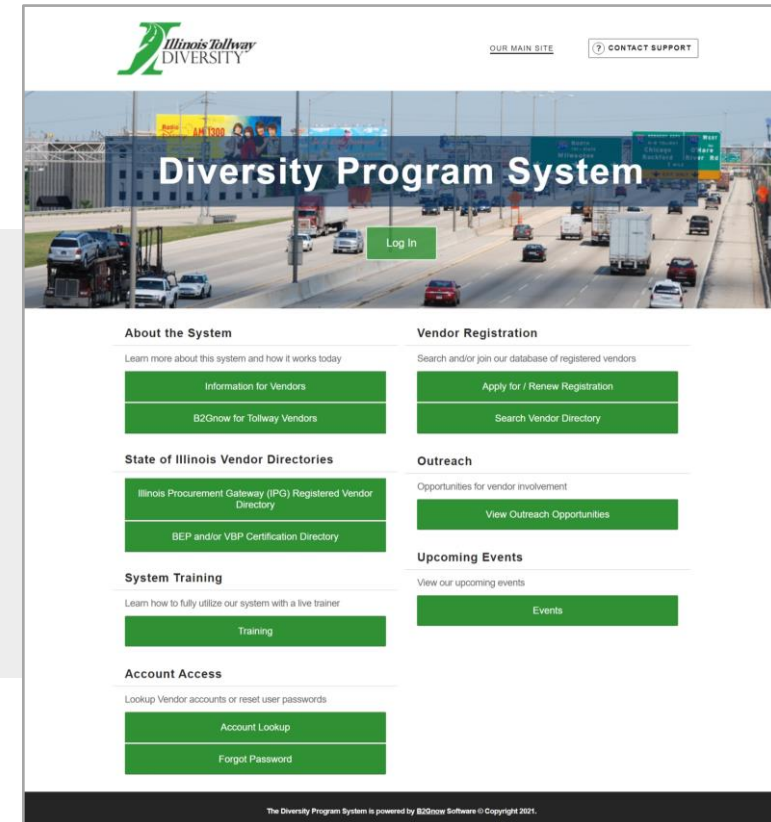 Illinois Tollway
DIVERSITY
OUR MAIN SITE
? CONTACT SUPPORT
AM 1300
Diversity Program System
Log In
About the System
Learn more about this system and how it works today
Information for Vendors
B2Gnow for Tollway Vendors
State of Illinois Vendor Directories
Illinois Procurement Gateway (IPG) Registered Vendor
Directory
BEP and/or VBP Certification Directory
System Training
Learn how to fully utilize our system with a live trainer
Training
Account Access
Lookup Vendor accounts or reset user passwords
Account Lookup
Forgot Password
Vendor Registration
Search and/or join our database of registered vendors
Apply for / Renew Registration
Search Vendor Directory
Outreach
Opportunities for vendor involvement
View Outreach Opportunities
Upcoming Events
View our upcoming events
Events
The Diversity Program System is powered by B2Gnow Software © Copyright 2021.